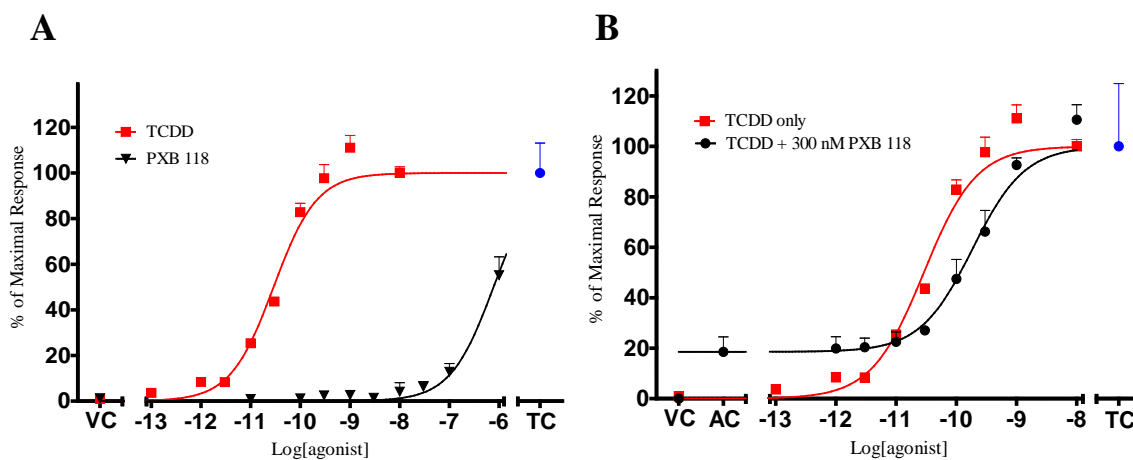 A
% of Maximal Response
120
100
80
60
40
20
0
TCDD
PXB 118
VC -13 -12 -11 -10 -9 -8 -7 -6 TC
Log[agonist]
B
% of Maximal Response
120
100
80
60
40
20
0
TCDD only
TCDD + 300 nM PXB 118
VC AC -13 -12 -11 -10 -9 -8 TC
Log[agonist]